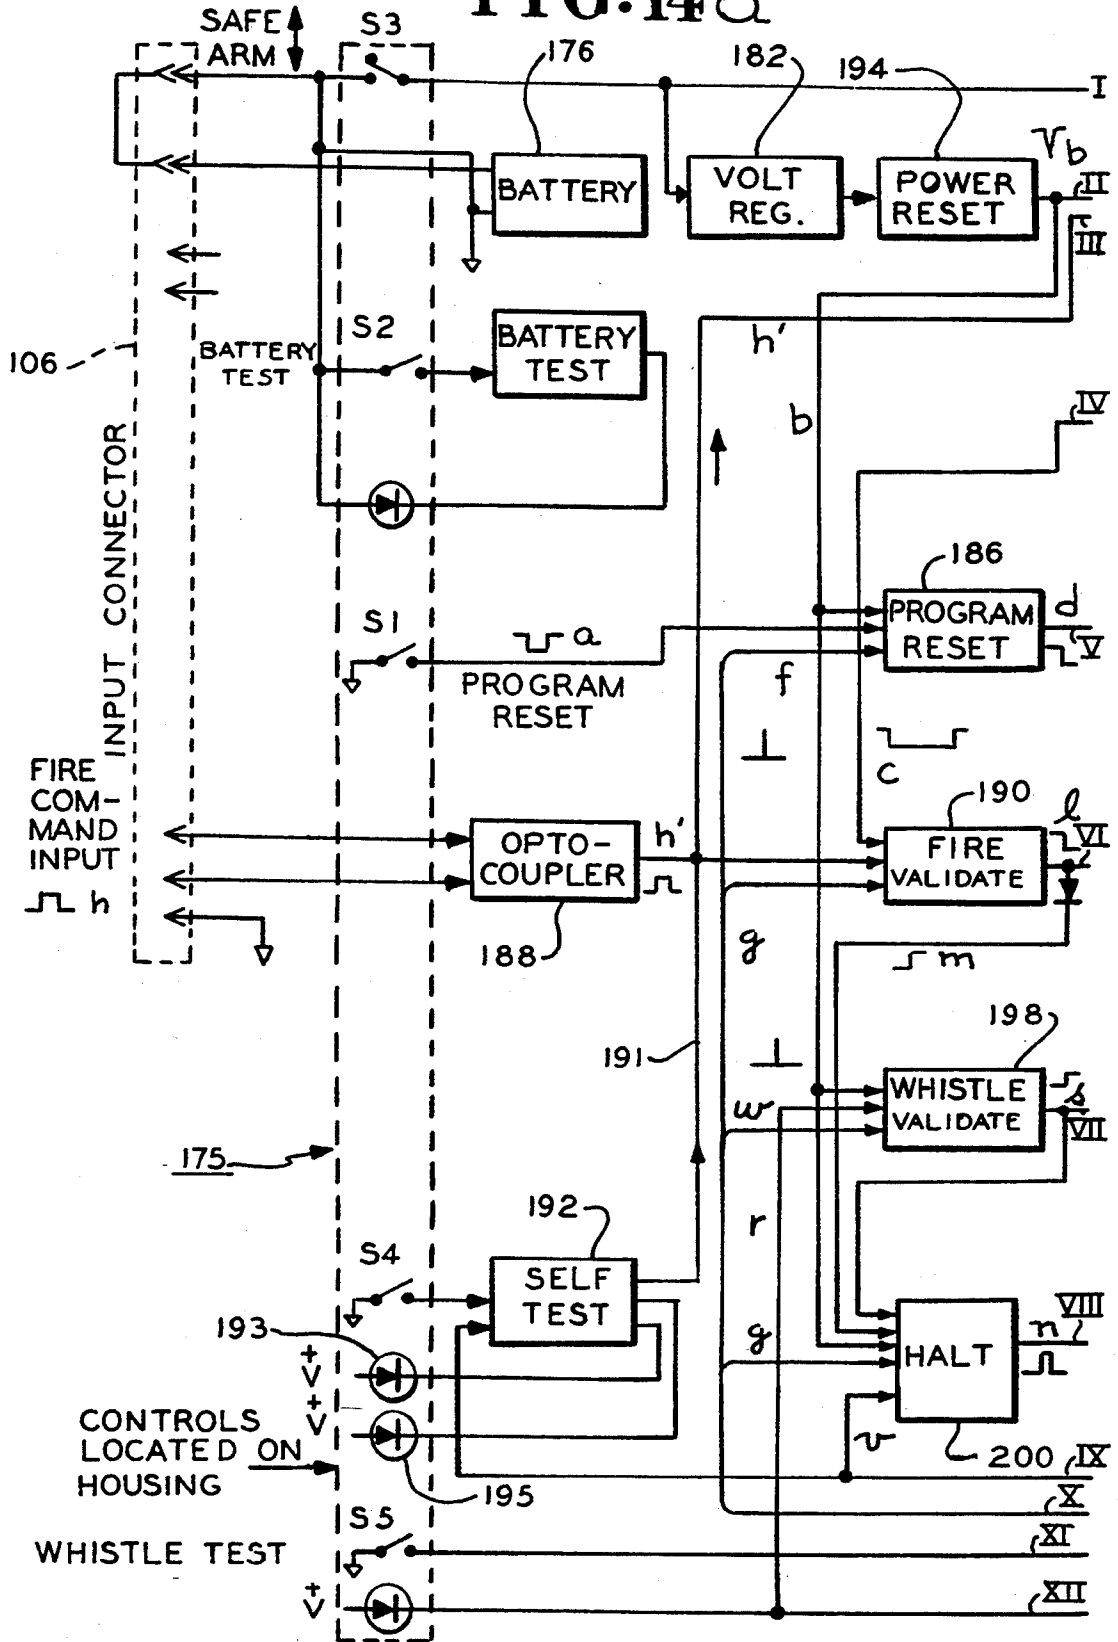 FIG. 14a
SAFE
ARM
S3
176
182
194
I
BATTERY
VOLT
REG.
POWER
RESET
Vb
II
III
106
BATTERY
TEST
S2
BATTERY
TEST
h'
b
IV
INPUT CONNECTOR
S1
a
PROGRAM
RESET
f
186
PROGRAM
RESET
d
V
c
FIRE
COM-
MAND
INPUT
h
OPTO-
COUPLER
h'
188
190
FIRE
VALIDATE
l
VI
g
m
191
198
w
WHISTLE
VALIDATE
s
VII
175
r
192
S4
SELF
TEST
193
+
V
+
V
g
HALT
n
VIII
v
200
CONTROLS
LOCATED ON
HOUSING
195
IX
X
S5
WHISTLE TEST
XI
+
V
XII